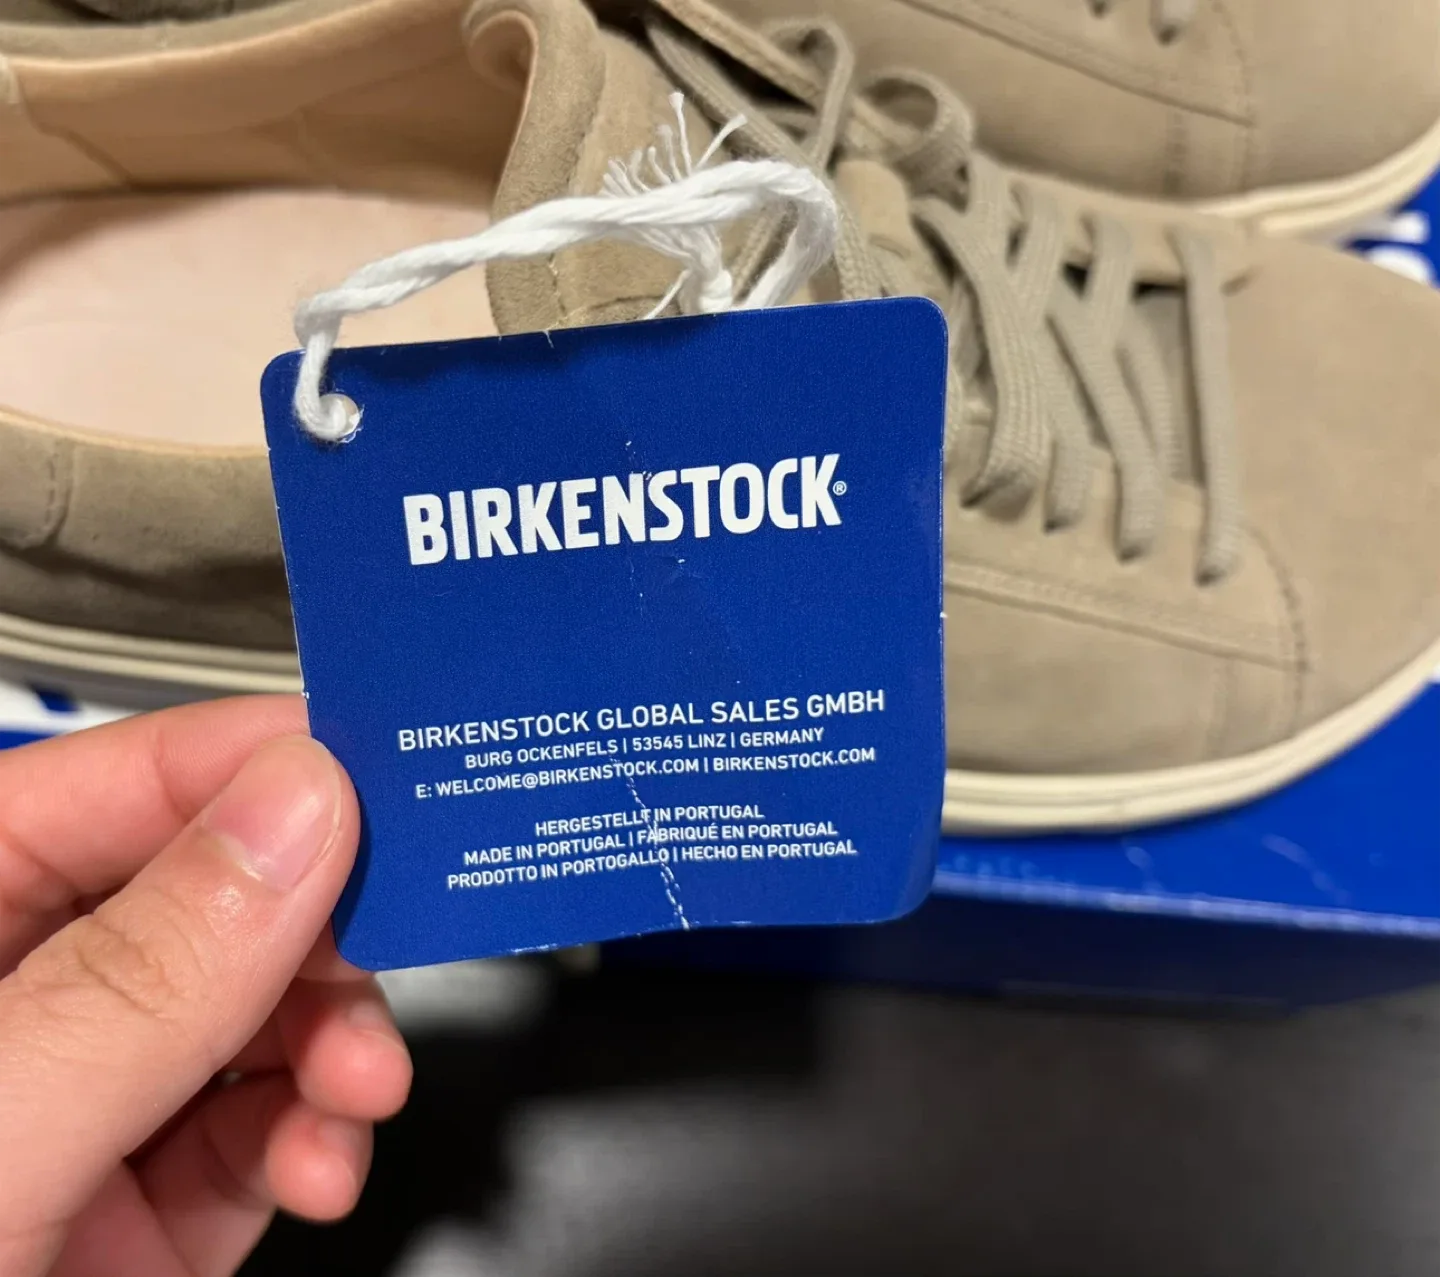 BIRKENSTOCK®
BIRKENSTOCK GLOBAL SALES GMBH
BURG OCKENFELS | 53545 LINZ | GERMANY
E: WELCOME@BIRKENSTOCK.COM | BIRKENSTOCK.COM
HERGESTELLT IN PORTUGAL
MADE IN PORTUGAL | FABRIQUÉ EN PORTUGAL
PRODOTTO IN PORTOGALLO | HECHO EN PORTUGAL